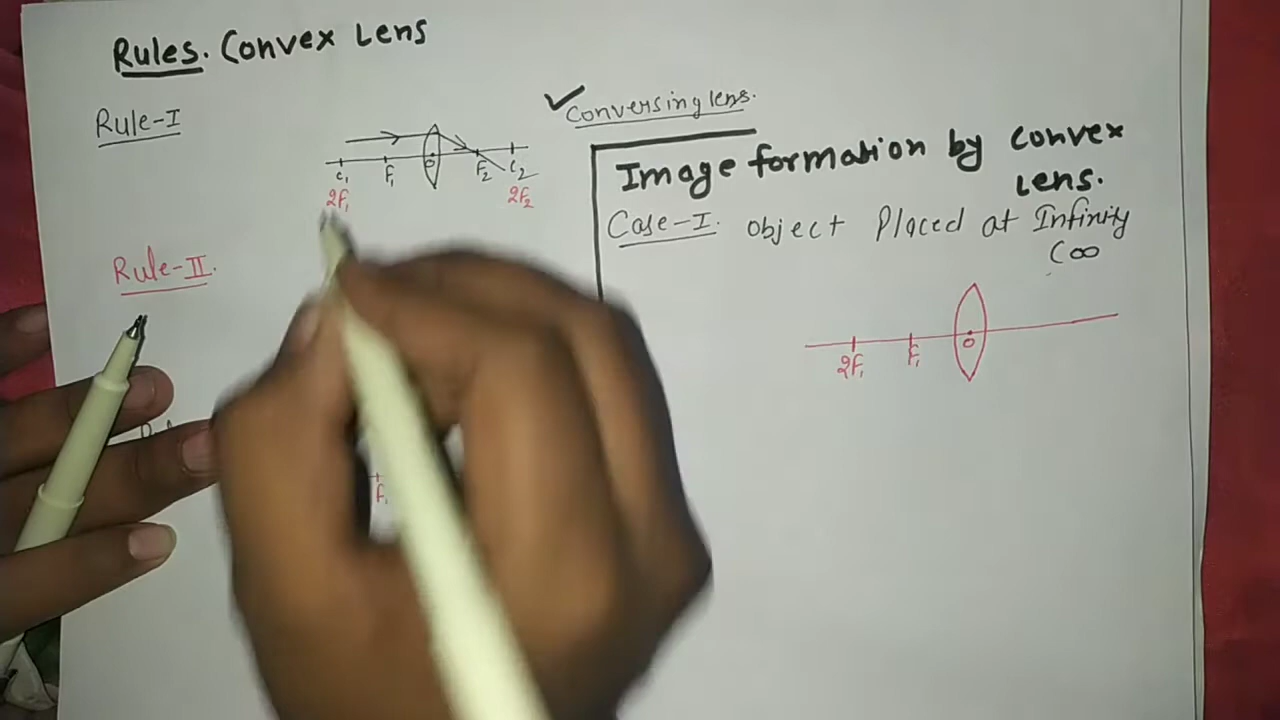 Rules. Convex Lens
Rule-I
C₁ F₁ O F₂ C₂
2F₁ 2F₂
Rule-II.
F₁
Conversing lens.
Image formation by convex
Lens.
Case-I: object Placed at Infinity
(∞
2F₁ F₁ O